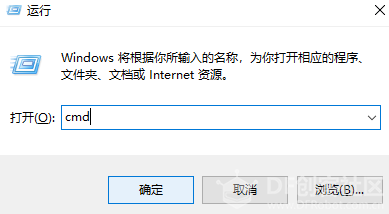 运行
Windows 将根据你所输入的名称，为你打开相应的程序、
文件夹、文档或 Internet 资源。
打开(O): cmd
确定 取消 浏览(B)...